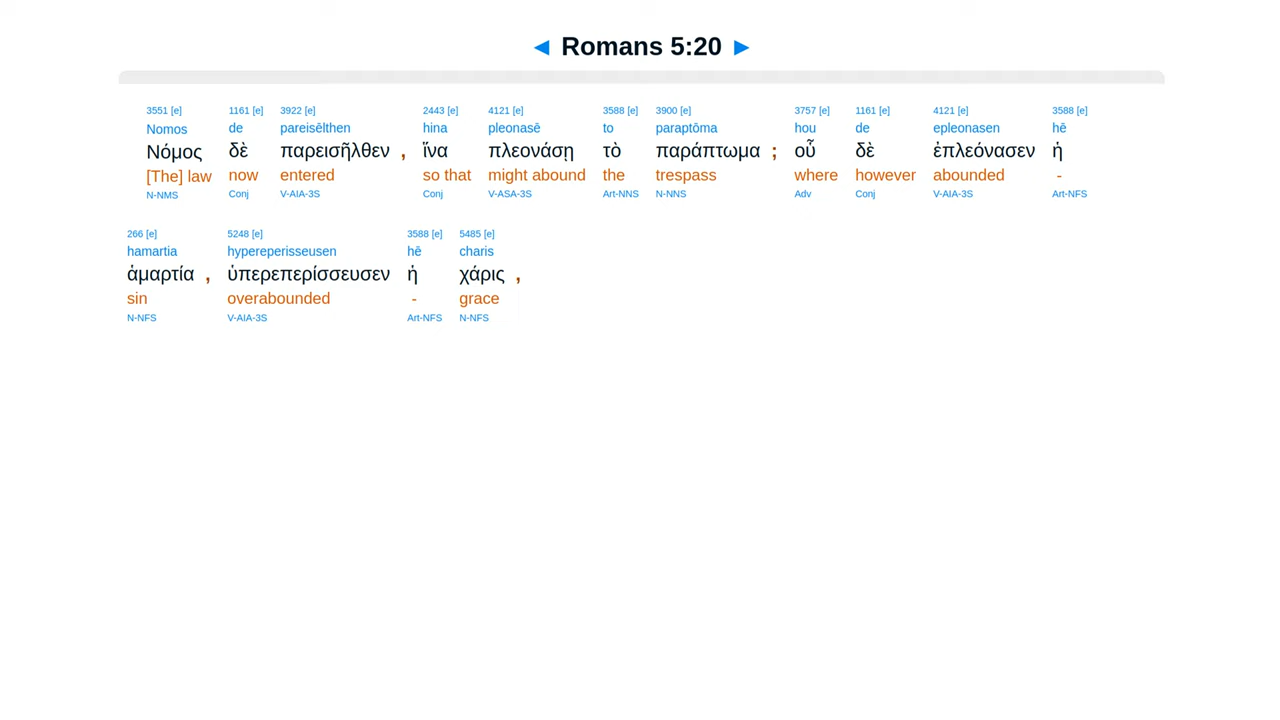 ◄ Romans 5:20 ►
3551 [e] 1161 [e] 3922 [e] 2443 [e] 4121 [e] 3588 [e] 3900 [e] 3757 [e] 1161 [e] 4121 [e] 3588 [e]
Nomos de pareisēlthen hina pleonasē to paraptōma hou de epleonasen hē
Νόμος δὲ παρεισῆλθεν , ἵνα πλεονάσῃ τὸ παράπτωμα ; οὗ δὲ ἐπλεόνασεν ἡ
[The] law now entered so that might abound the trespass where however abounded -
N-NMS Conj V-AIA-3S Conj V-ASA-3S Art-NNS N-NNS Adv Conj V-AIA-3S Art-NFS
266 [e] 5248 [e] 3588 [e] 5485 [e]
hamartia hypereperisseusen hē charis
ἁμαρτία , ὑπερεπερίσσευσεν ἡ χάρις ,
sin overabounded - grace
N-NFS V-AIA-3S Art-NFS N-NFS